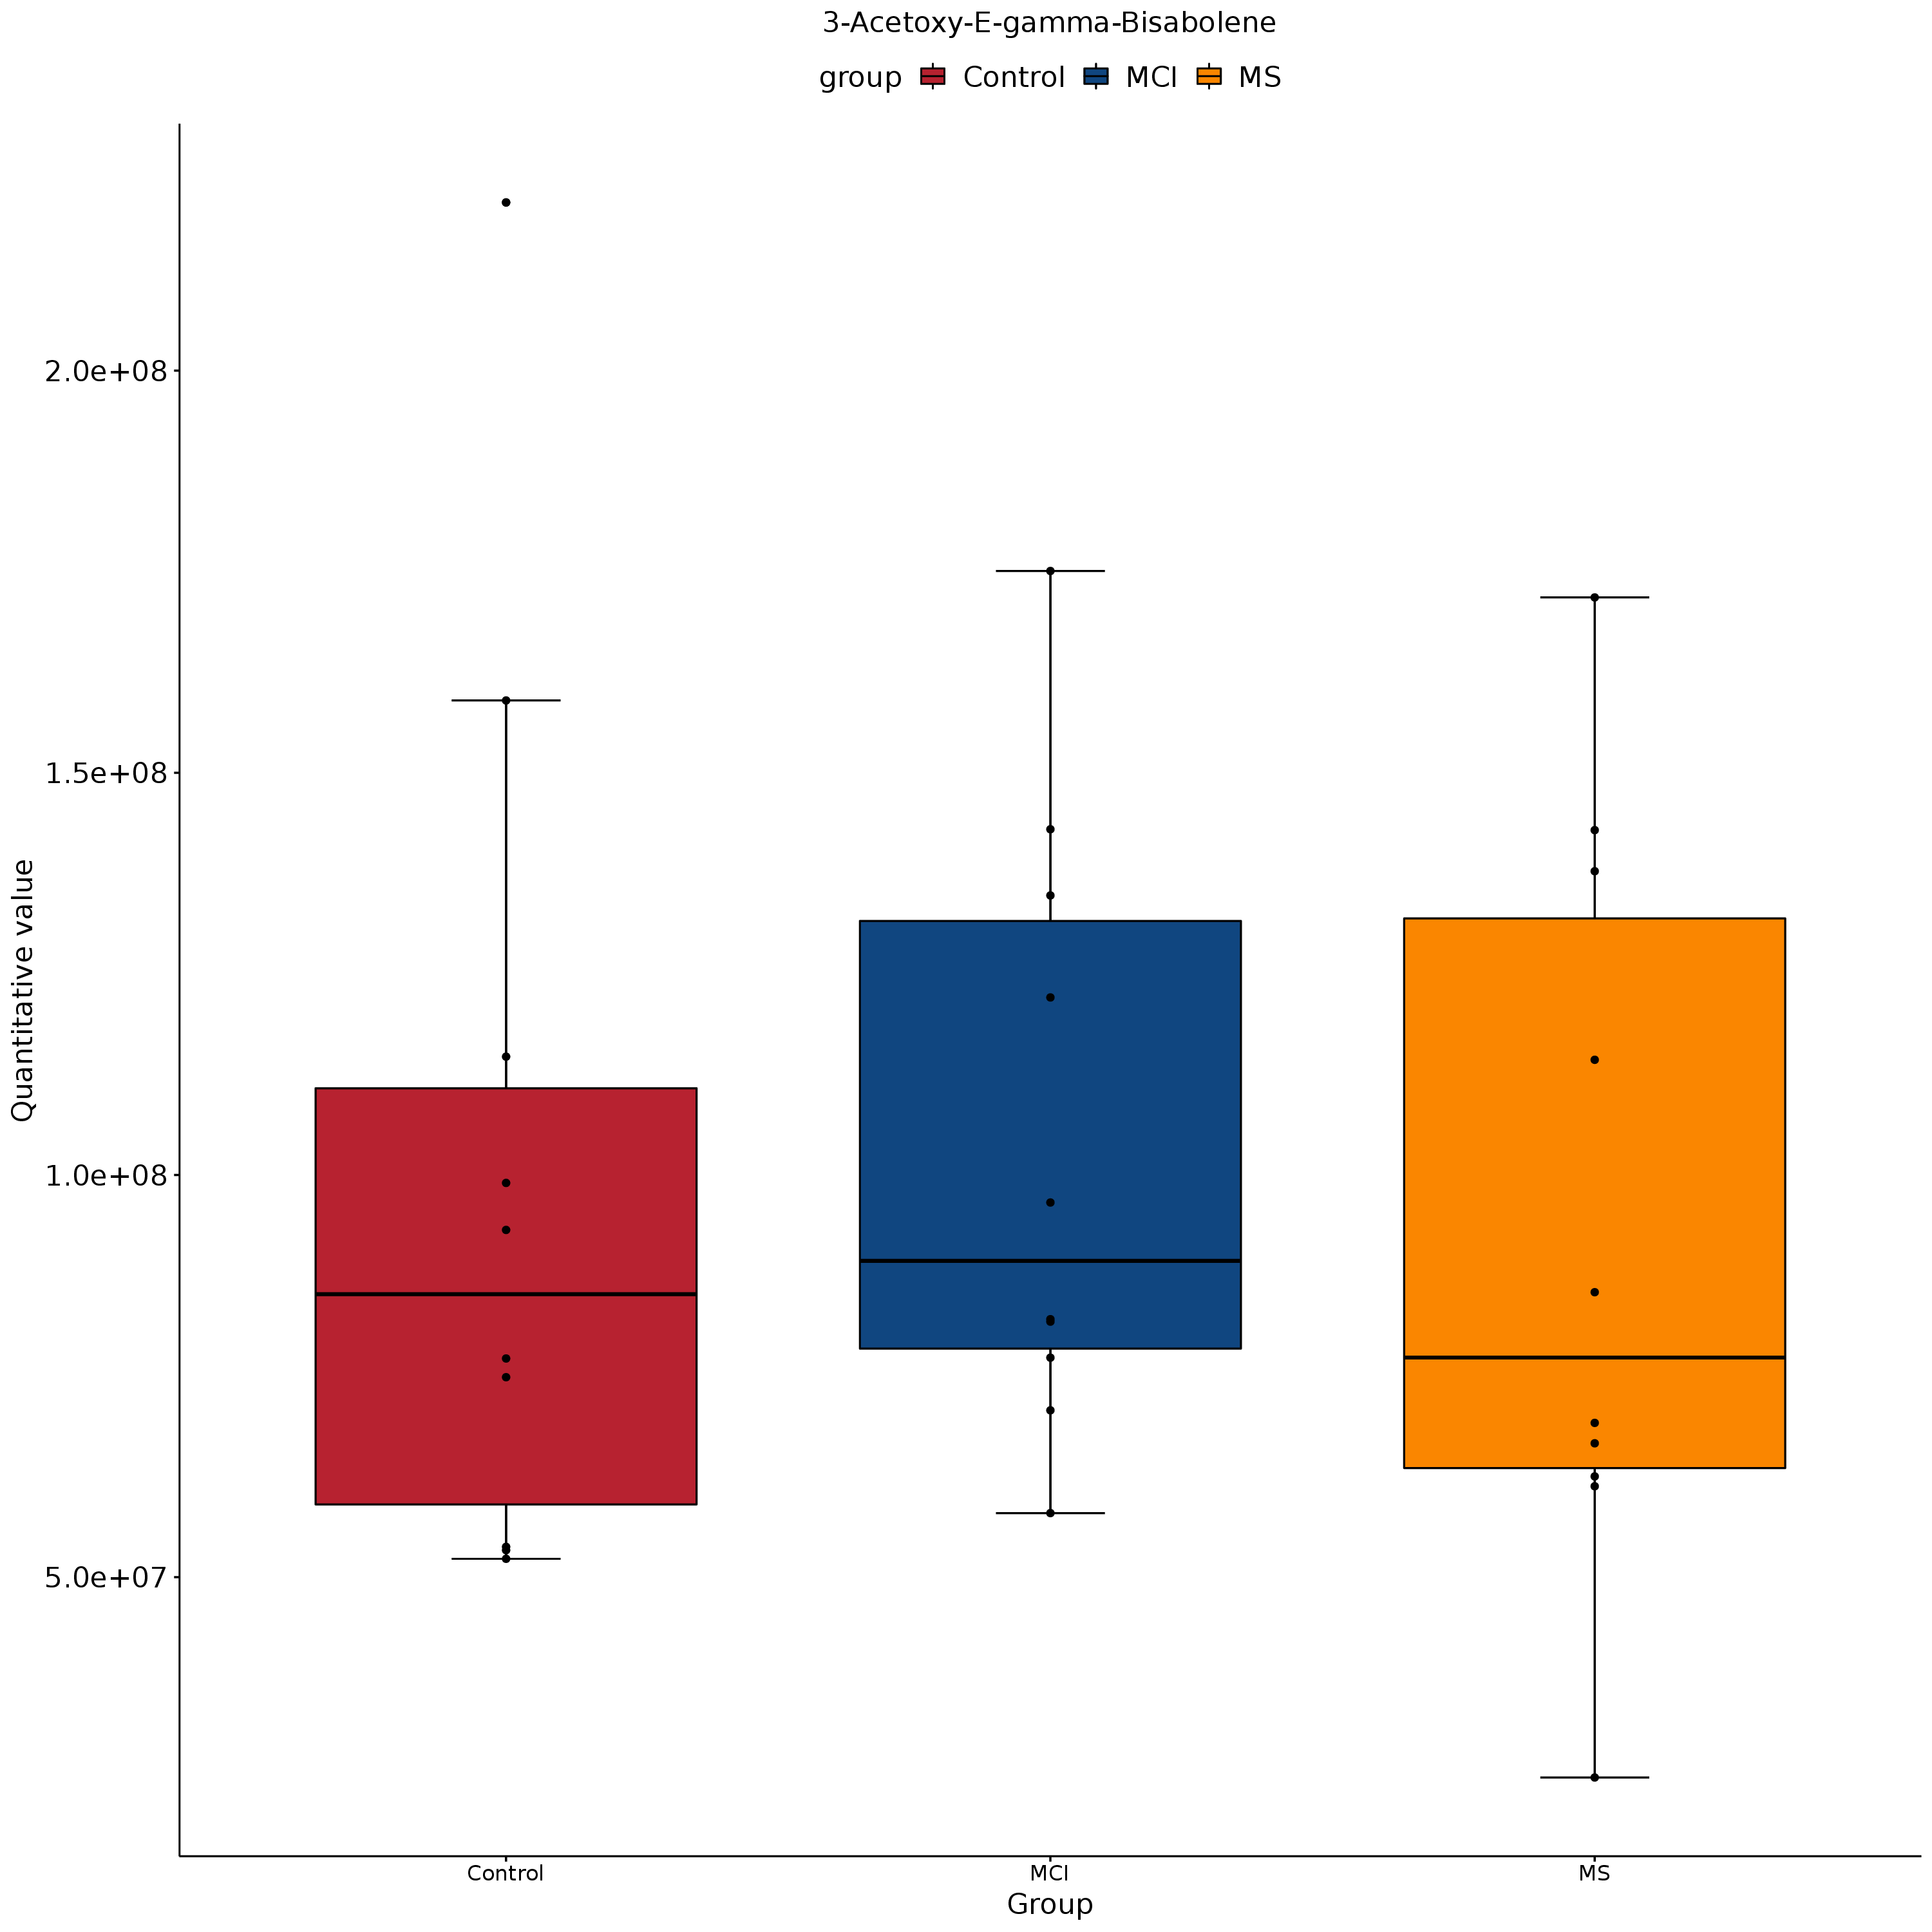 3-Acetoxy-E-gamma-Bisabolene
group Control MCI MS
2.0e+08
1.5e+08
1.0e+08
5.0e+07
Quantitative value
Control MCI MS
Group